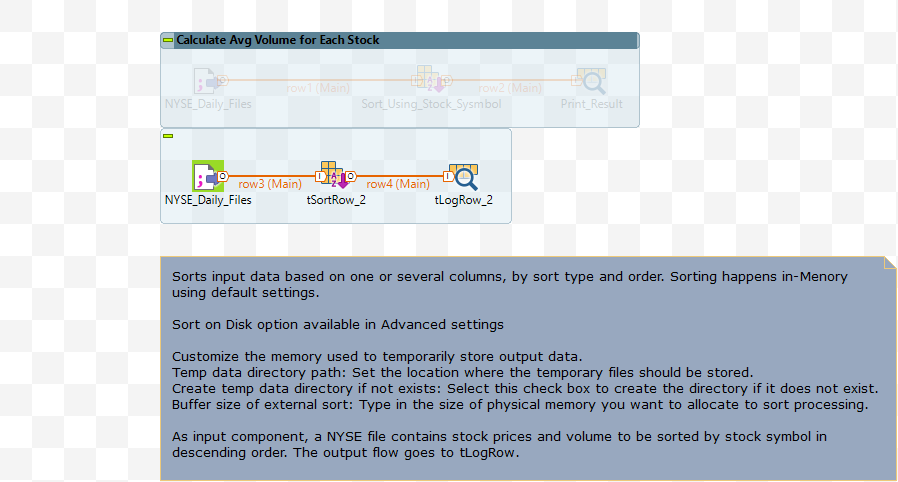 Calculate Avg Volume for Each Stock
row1 (Main)
row2 (Main)
NYSE_Daily_Files
Sort_Using_Stock_Sysmbol
Print_Result
row3 (Main)
row4 (Main)
NYSE_Daily_Files
tSortRow_2
tLogRow_2
Sorts input data based on one or several columns, by sort type and order. Sorting happens in-Menory
using default settings.
Sort on Disk option available in Advanced settings
Customize the memory used to temporarily store output data.
Temp data directory path: Set the location where the temporary files should be stored.
Create temp data directory if not exists: Select this check box to create the directory if it does not exist.
Buffer size of external sort: Type in the size of physical memory you want to allocate to sort processing.
As input component, a NYSE file contains stock prices and volume to be sorted by stock symbol in
descending order. The output flow goes to tLogRow.